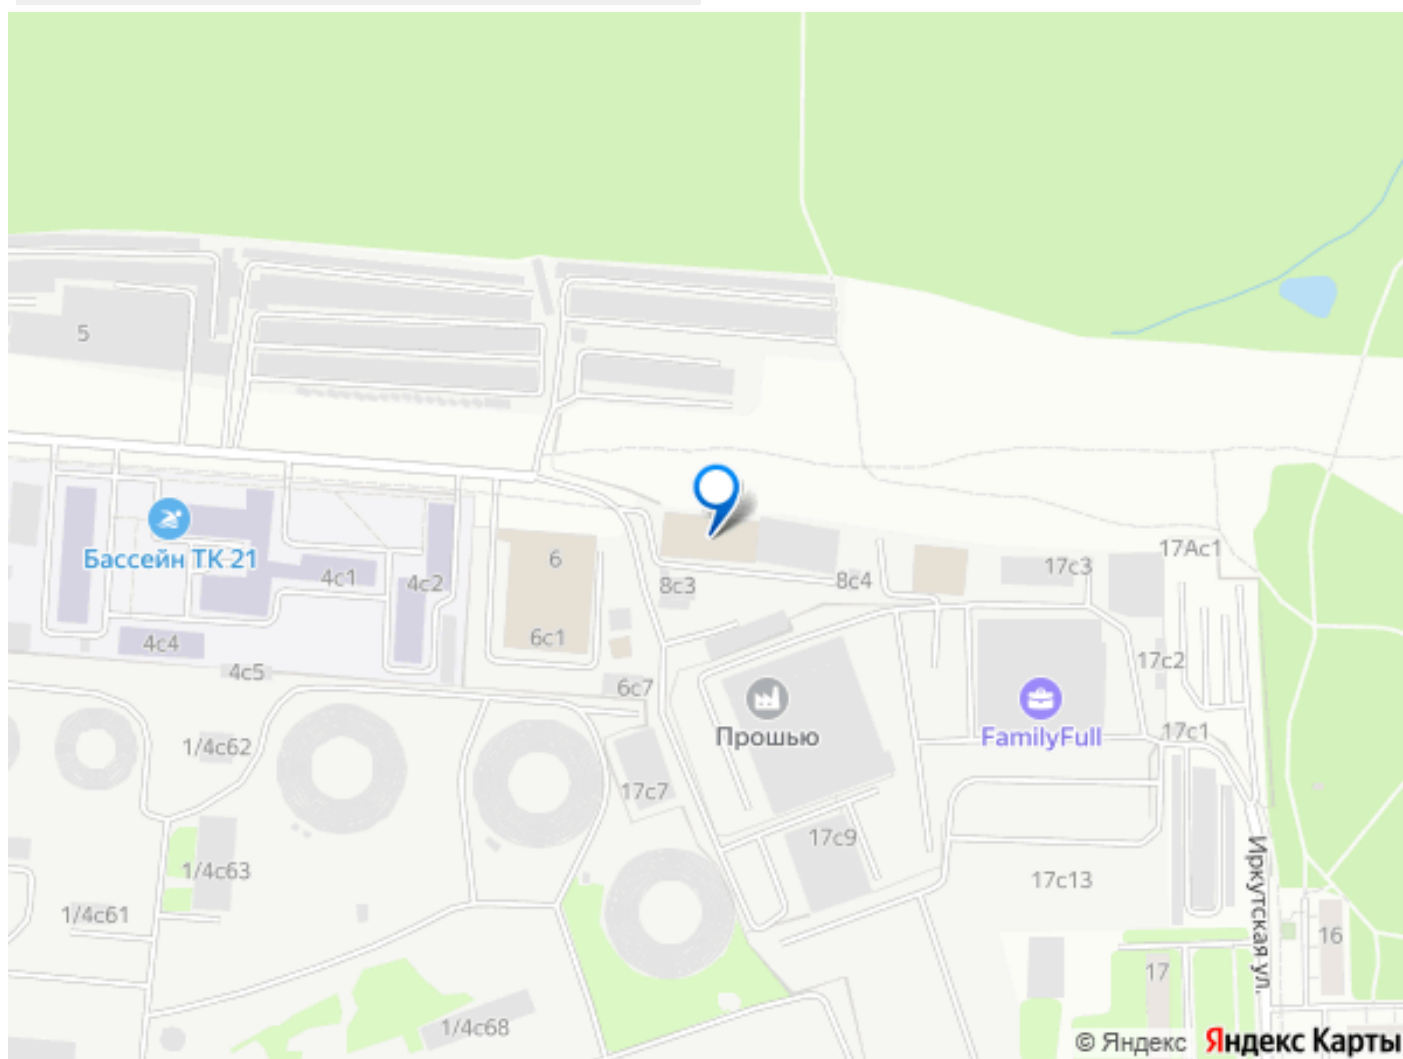 5
Бассейн ТК 21
4с1
4с2
4с4
4с5
6
6с1
6с7
8с3
8с4
17с3
17Ас1
17с2
17с1
Прошью
FamilyFull
1/4с62
17с7
17с9
1/4с63
17с13
1/4с61
Иркутская ул.
16
17
1/4с68
© Яндекс
Яндекс Карты